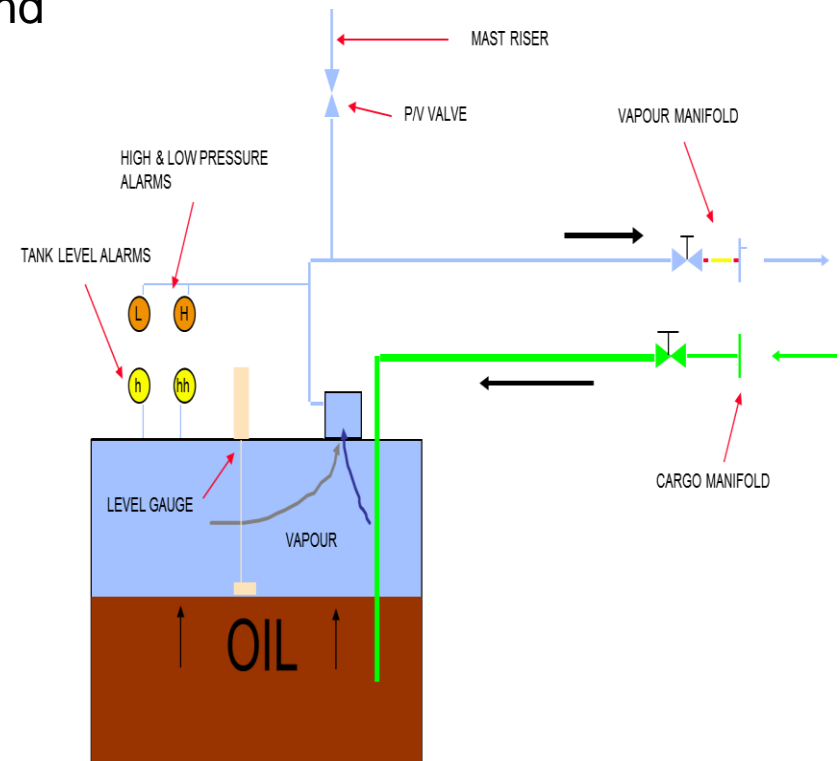 nd
MAST RISER
P/V VALVE
VAPOUR MANIFOLD
HIGH & LOW PRESSURE
ALARMS
TANK LEVEL ALARMS
L
H
h
hh
LEVEL GAUGE
VAPOUR
CARGO MANIFOLD
OIL